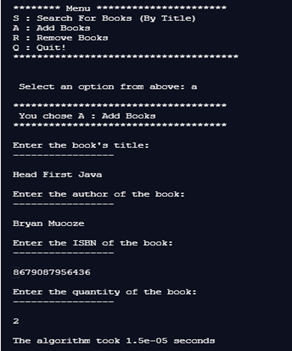 ******** Menu **********************
S : Search For Books (By Title)
A : Add Books
R : Remove Books
Q : Quit!
************************************
Select an option from above: a
**********************************
You chose A : Add Books
**********************************
Enter the book's title:
-----------------
Head First Java
Enter the author of the book:
-----------------
Bryan Muooze
Enter the ISBN of the book:
-----------------
8679087956436
Enter the quantity of the book:
-----------------
2
The algorithm took 1.5e-05 seconds